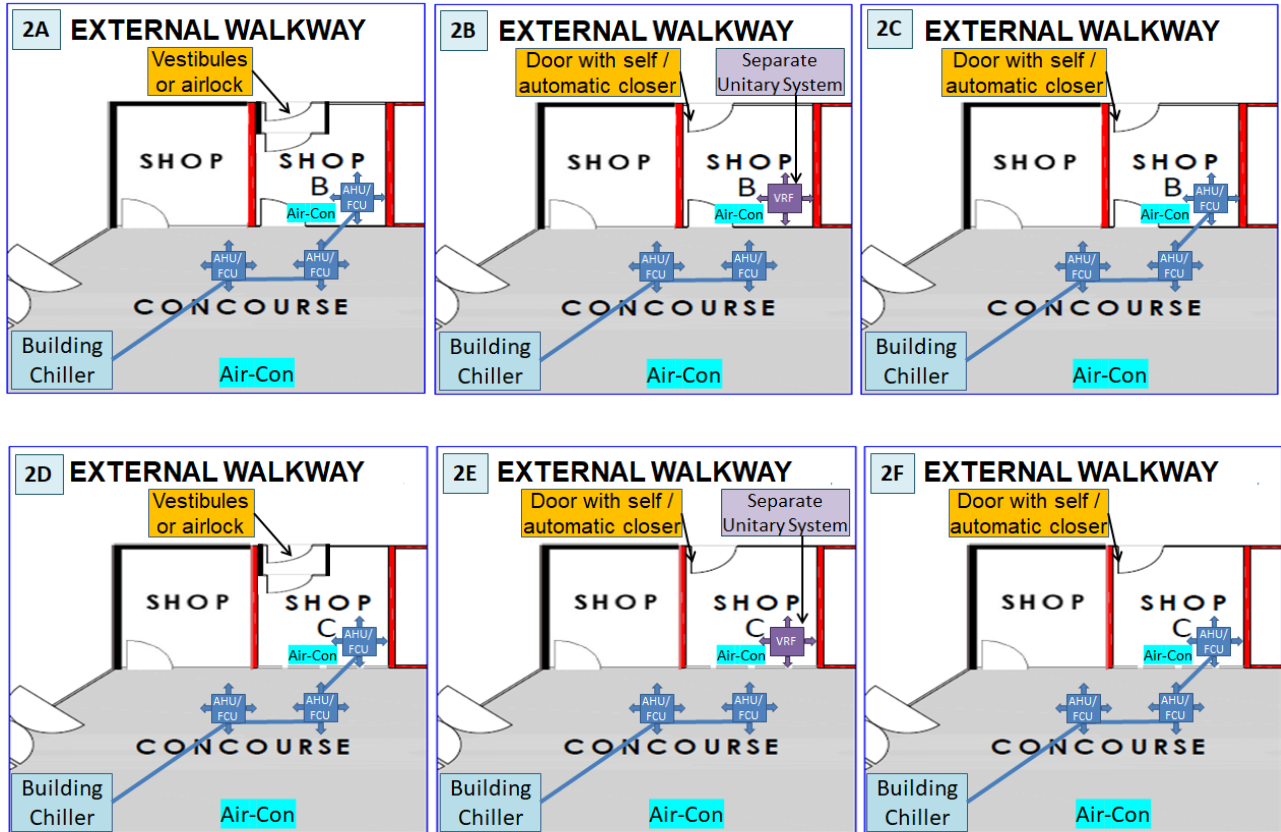 2A EXTERNAL WALKWAY
Vestibules
or airlock
SHOP
SHOP
B
AHU/
FCU
Air-Con
AHU/
FCU
AHU/
FCU
CONCOURSE
Building
Chiller
Air-Con
2B EXTERNAL WALKWAY
Door with self /
automatic closer
Separate
Unitary System
SHOP
SHOP
B
VRF
Air-Con
AHU/
FCU
AHU/
FCU
CONCOURSE
Building
Chiller
Air-Con
2C EXTERNAL WALKWAY
Door with self /
automatic closer
SHOP
SHOP
B
AHU/
FCU
Air-Con
AHU/
FCU
AHU/
FCU
CONCOURSE
Building
Chiller
Air-Con
2D EXTERNAL WALKWAY
Vestibules
or airlock
SHOP
SHOP
C
AHU/
FCU
Air-Con
AHU/
FCU
AHU/
FCU
CONCOURSE
Building
Chiller
Air-Con
2E EXTERNAL WALKWAY
Door with self /
automatic closer
Separate
Unitary System
SHOP
SHOP
C
VRF
Air-Con
AHU/
FCU
AHU/
FCU
CONCOURSE
Building
Chiller
Air-Con
2F EXTERNAL WALKWAY
Door with self /
automatic closer
SHOP
SHOP
C
AHU/
FCU
Air-Con
AHU/
FCU
AHU/
FCU
CONCOURSE
Building
Chiller
Air-Con